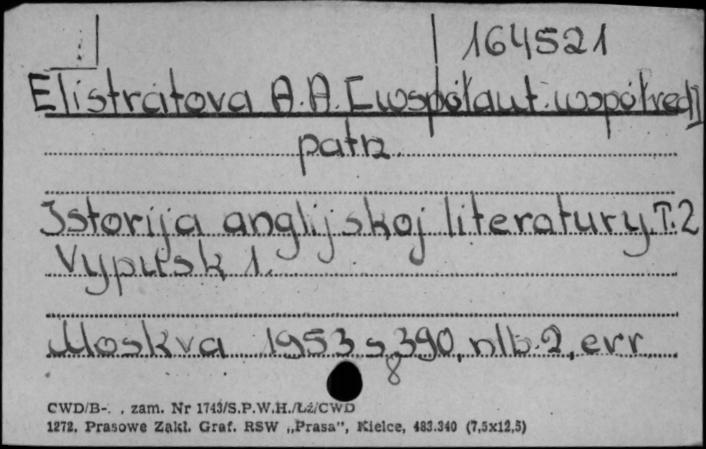 164521
Elistratova A.A. [współaut. współred]
patrz.
Istorija anglijskoj literatury. T. 2
Vypusk 1.
Moskva 1953 s 390, nlb. 2, err.
8
CWD/B-. . zam. Nr 1743/S.P.W.H./Łź/CWD
1272. Prasowe Zakł. Graf. RSW „Prasa", Kielce, 483.340 (7,5x12,5)